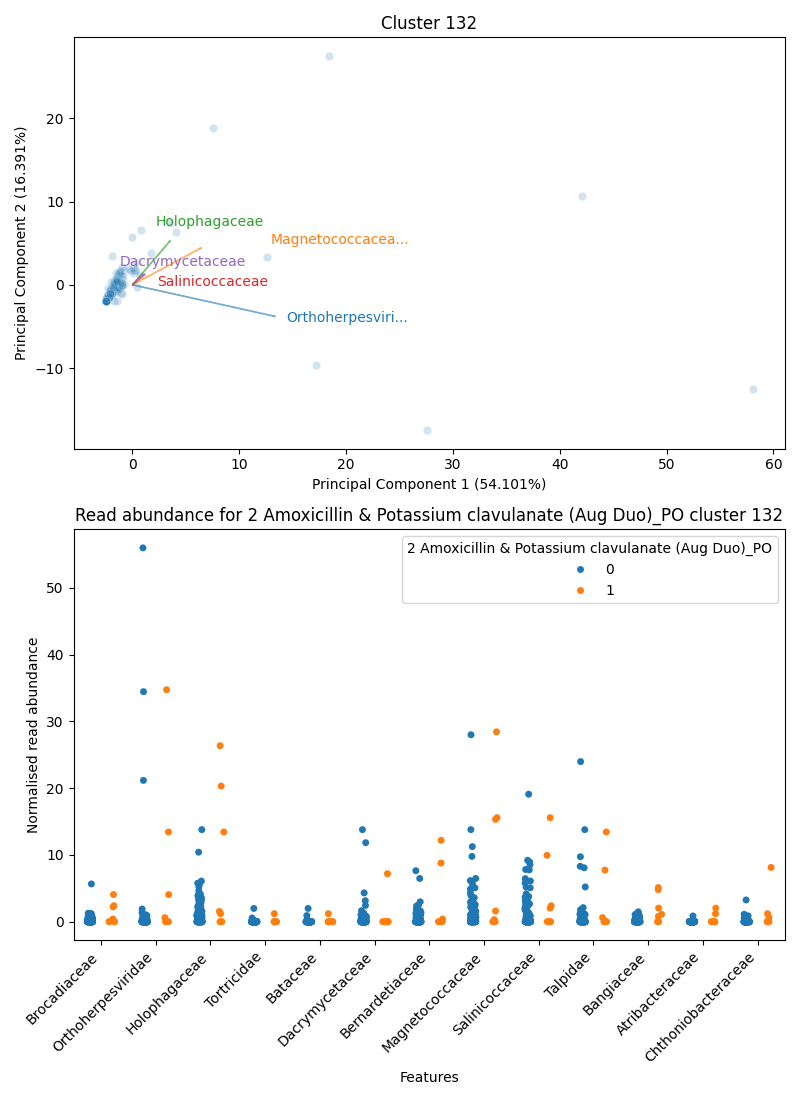 Cluster 132
Principal Component 2 (16.391%)
20
10
0
−10
Holophagaceae
Magnetococcacea...
Dacrymycetaceae
Salinicoccaceae
Orthoherpesviri...
0 10 20 30 40 50 60
Principal Component 1 (54.101%)
Read abundance for 2 Amoxicillin & Potassium clavulanate (Aug Duo)_PO cluster 132
Normalised read abundance
50
40
30
20
10
0
2 Amoxicillin & Potassium clavulanate (Aug Duo)_PO
0
1
Brocadiaceae
Orthoherpesviridae
Holophagaceae
Tortricidae
Bataceae
Dacrymycetaceae
Bernardetiaceae
Magnetococcaceae
Salinicoccaceae
Talpidae
Bangiaceae
Atribacteraceae
Chthoniobacteraceae
Features